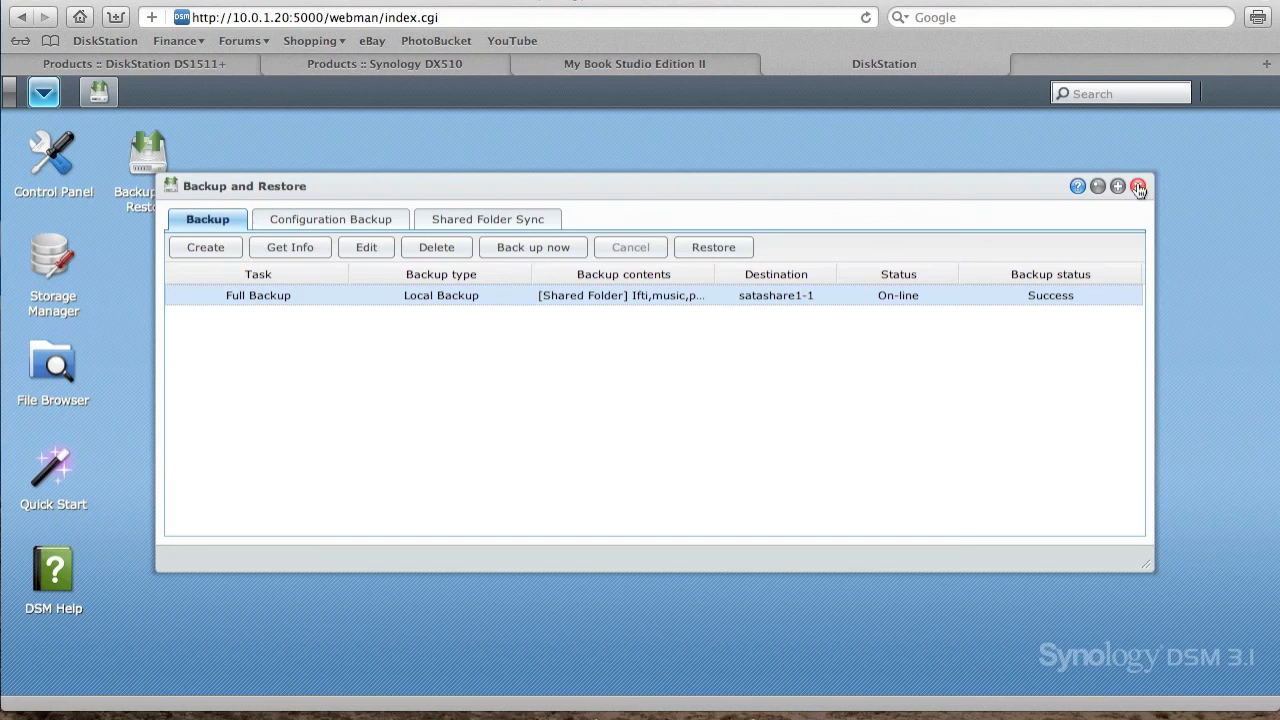 http://10.0.1.20:5000/webman/index.cgi
Google
DiskStation Finance Forums Shopping eBay PhotoBucket YouTube
Products :: DiskStation DS1511+ Products :: Synology DX510 My Book Studio Edition II DiskStation
Search
Control Panel
Backup
Resto
Storage
Manager
File Browser
Quick Start
DSM Help
Backup and Restore
Backup Configuration Backup Shared Folder Sync
Create Get Info Edit Delete Back up now Cancel Restore
Task Backup type Backup contents Destination Status Backup status
Full Backup Local Backup [Shared Folder] Ifti,music,p... satashare1-1 On-line Success
Synology DSM 3.1